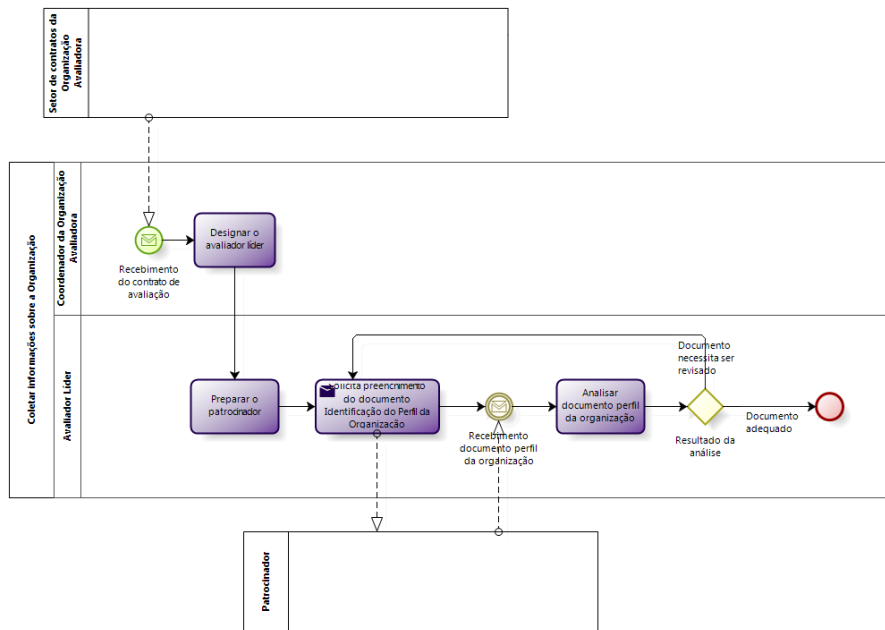 Setor de contratos da
Organização
Avaliadora
Coletar Informações sobre a Organização
Coordenador da Organização
Avaliadora
Designar o
avaliador líder
Recebimento
do contrato de
avaliação
Avaliador Líder
Preparar o
patrocinador
Solicita preenchimento
do documento
Identificação do Perfil da
Organização
Recebimento
documento perfil
da organização
Analisar
documento perfil
da organização
Documento
necessita ser
revisado
Resultado da
análise
Documento
adequado
Patrocinador